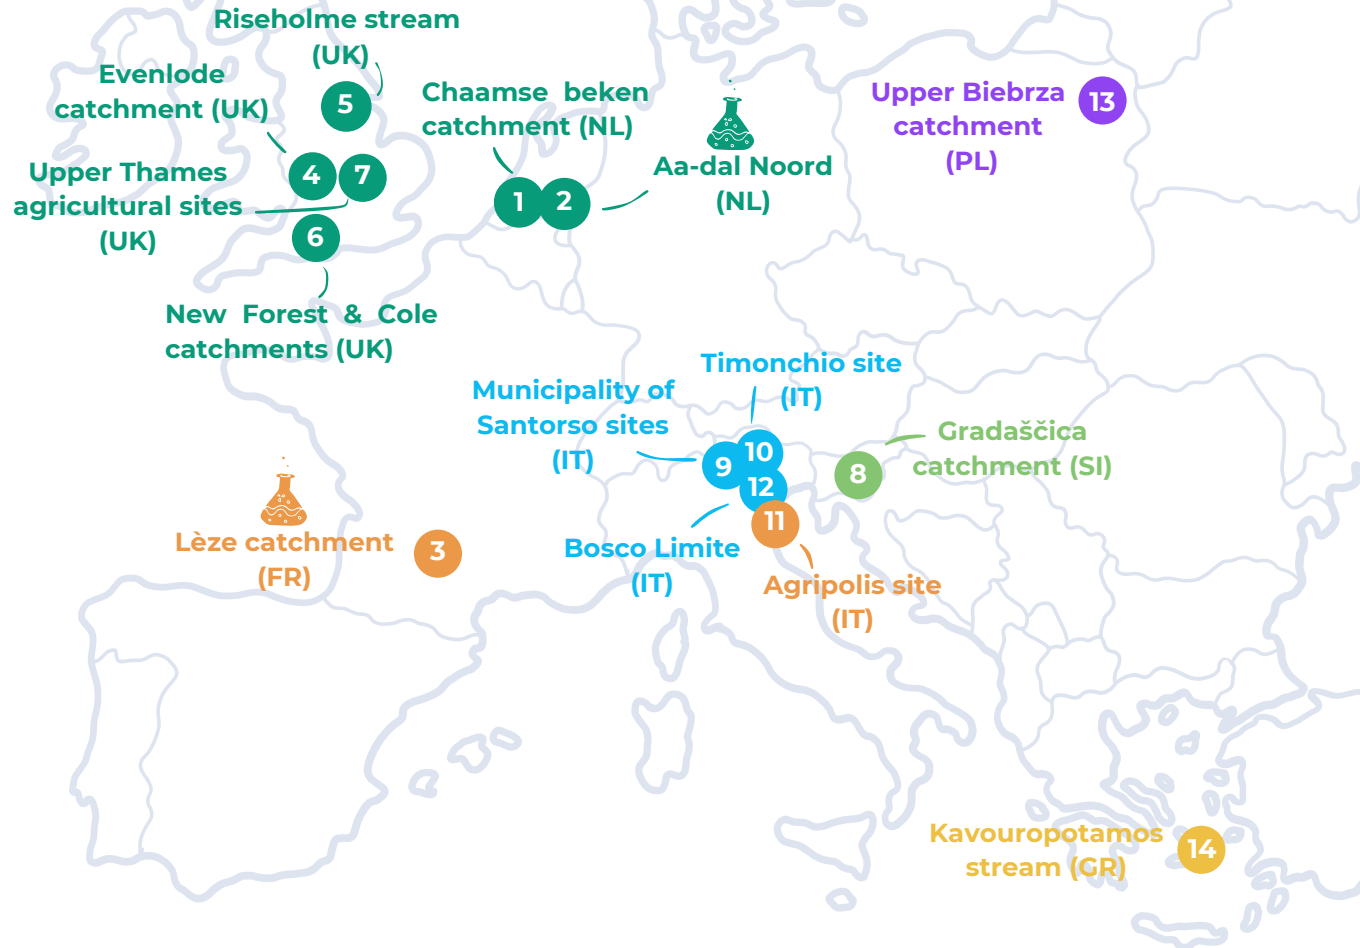 Riseholme stream
(UK)
5
Evenlode
catchment (UK)
4
7
Upper Thames
agricultural sites
(UK)
6
New Forest & Cole
catchments (UK)
Chaamse beken
catchment (NL)
1
2
Aa-dal Noord
(NL)
Upper Biebrza
catchment
(PL)
13
Timonchio site
(IT)
Municipality of
Santorso sites
(IT)
9
10
12
11
Bosco Limite
(IT)
Agripolis site
(IT)
8
Gradaščica
catchment (SI)
Lèze catchment
(FR)
3
Kavouropotamos
stream (GR)
14